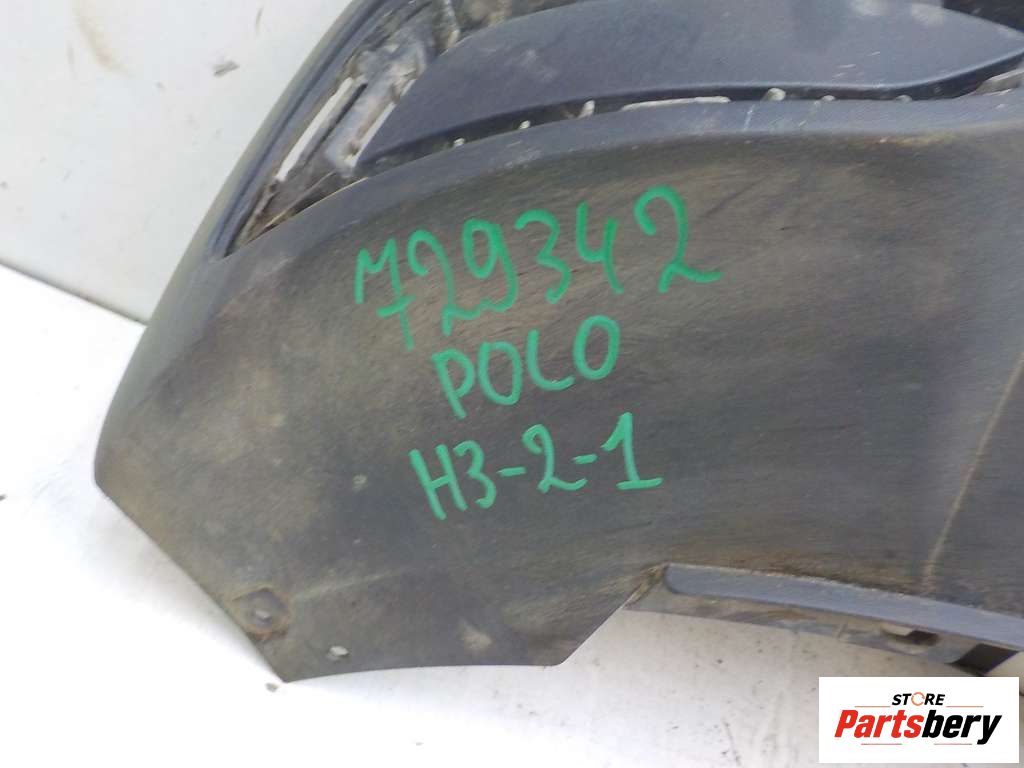 729342
POLO
H3-2-1
STORE
Partsbery